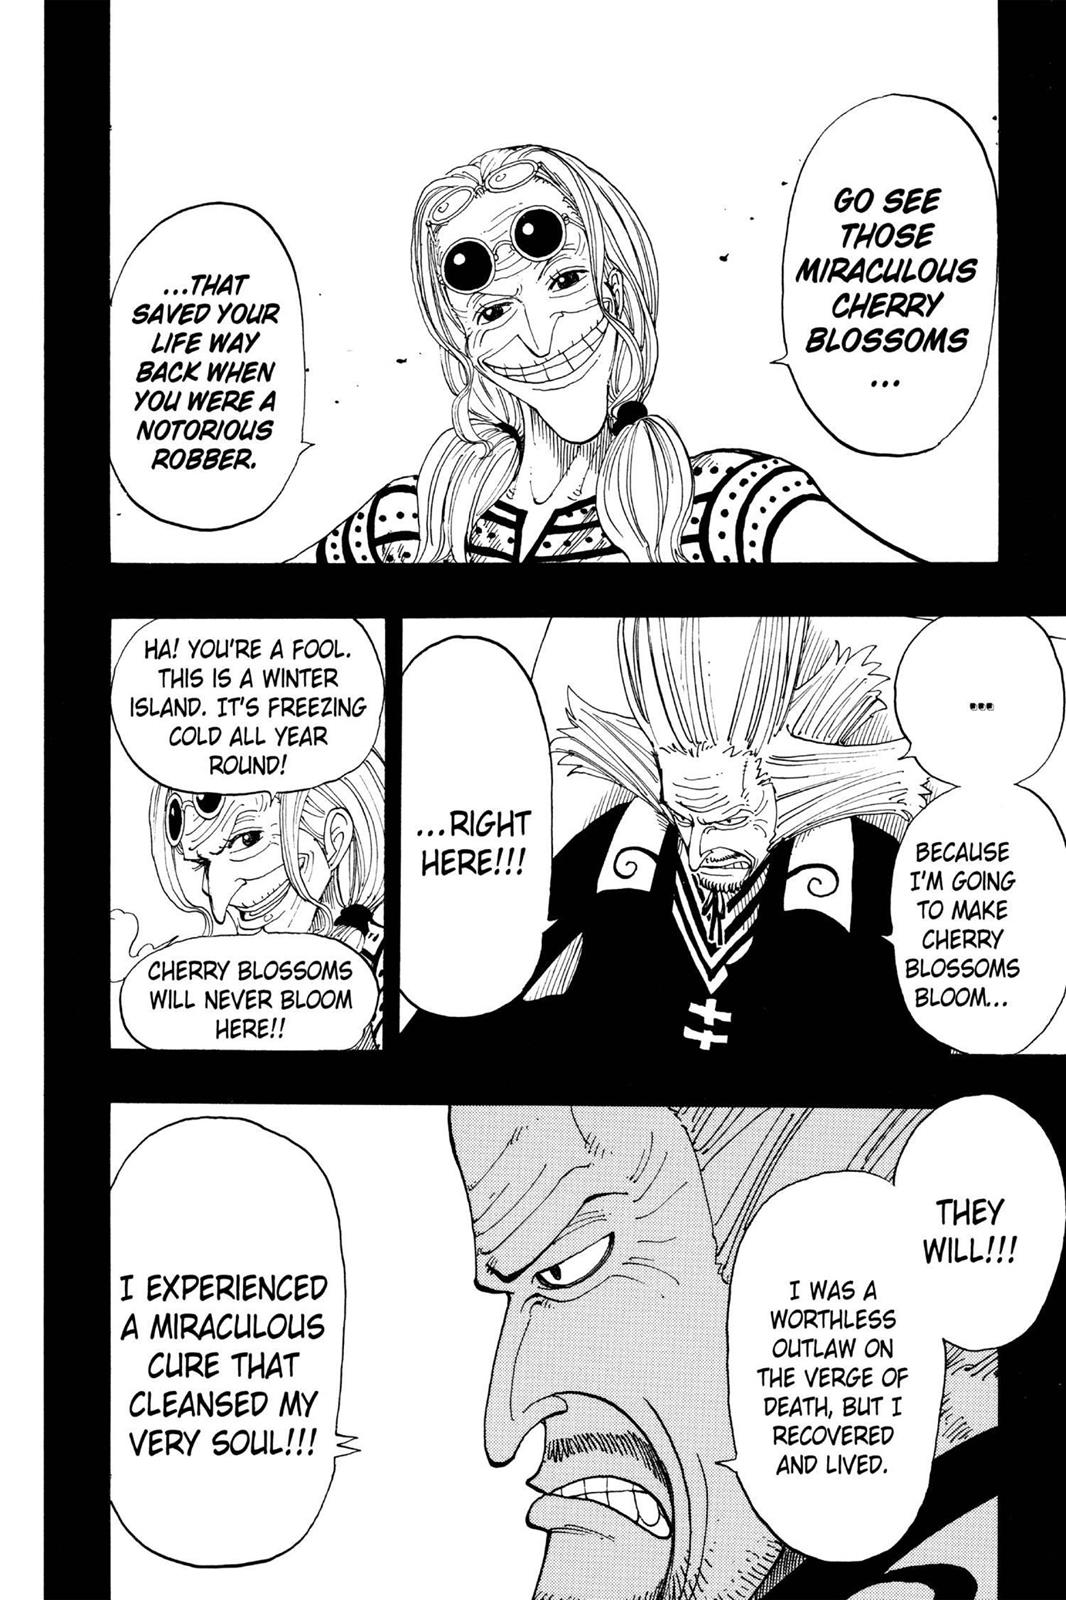 GO SEE
THOSE
MIRACULOUS
CHERRY
BLOSSOMS
...
...THAT
SAVED YOUR
LIFE WAY
BACK WHEN
YOU WERE A
NOTORIOUS
ROBBER.
...
BECAUSE
I'M GOING
TO MAKE
CHERRY
BLOSSOMS
BLOOM...
...RIGHT
HERE!!!
HA! YOU'RE A FOOL.
THIS IS A WINTER
ISLAND. IT'S FREEZING
COLD ALL YEAR
ROUND!
CHERRY BLOSSOMS
WILL NEVER BLOOM
HERE!!
THEY
WILL!!!
I WAS A
WORTHLESS
OUTLAW ON
THE VERGE OF
DEATH, BUT I
RECOVERED
AND LIVED.
I EXPERIENCED
A MIRACULOUS
CURE THAT
CLEANSED MY
VERY SOUL!!!